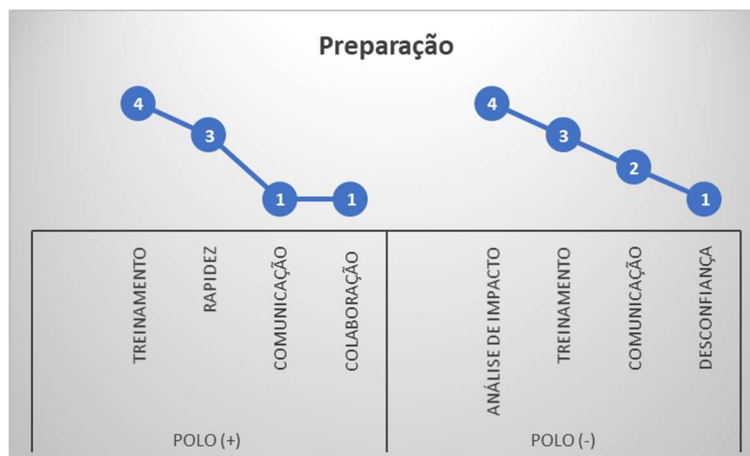 Preparação
4
3
1
1
4
3
2
1
TREINAMENTO
RAPIDEZ
COMUNICAÇÃO
COLABORAÇÃO
ANÁLISE DE IMPACTO
TREINAMENTO
COMUNICAÇÃO
DESCONFIANÇA
POLO (+)
POLO (-)